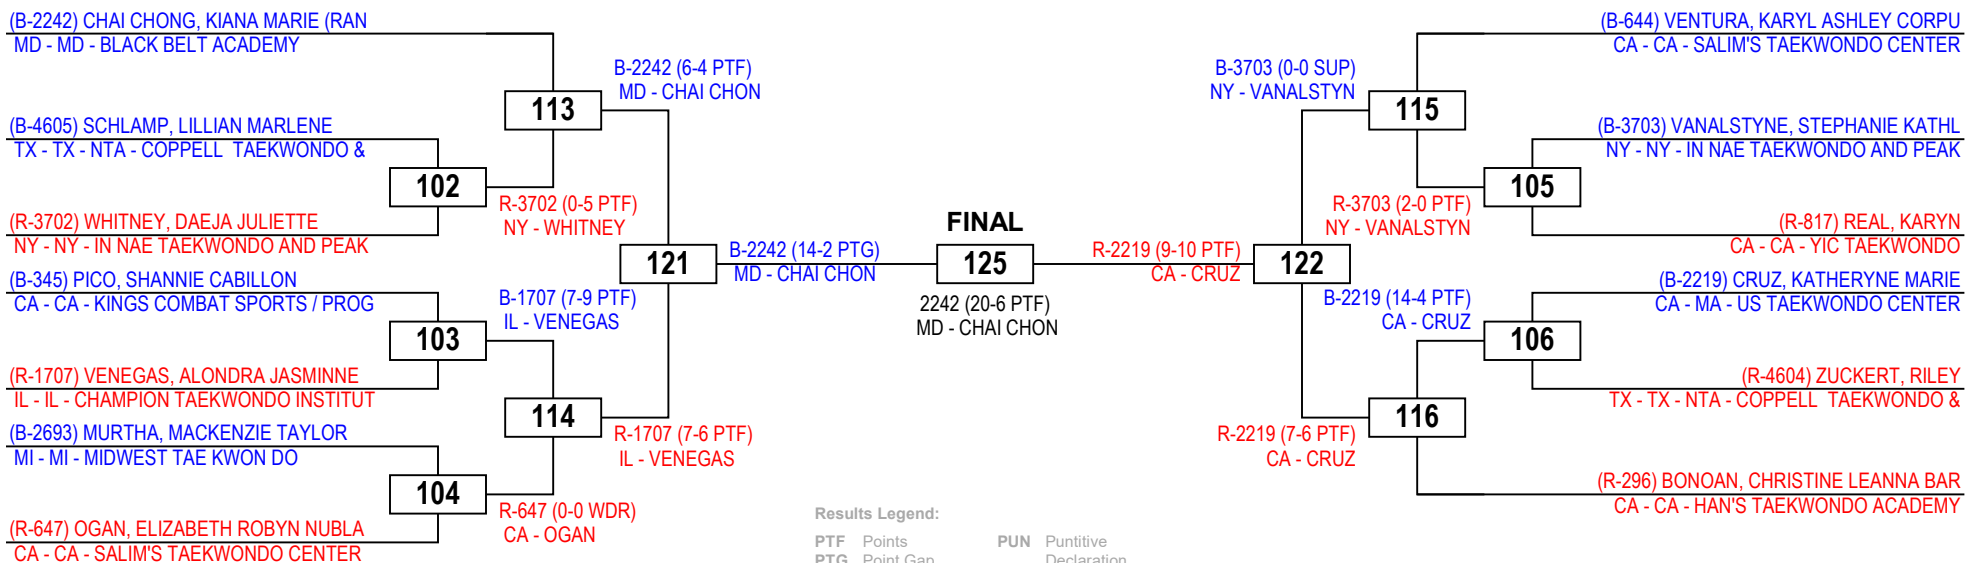 (B-2242) CHAI CHONG, KIANA MARIE (RAN
MD - MD - BLACK BELT ACADEMY
(B-4605) SCHLAMP, LILLIAN MARLENE
TX - TX - NTA - COPPELL TAEKWONDO &
(R-3702) WHITNEY, DAEJA JULIETTE
NY - NY - IN NAE TAEKWONDO AND PEAK
(B-345) PICO, SHANNIE CABILLON
CA - CA - KINGS COMBAT SPORTS / PROG
(R-1707) VENEGAS, ALONDRA JASMINNE
IL - IL - CHAMPION TAEKWONDO INSTITUT
(B-2693) MURTHA, MACKENZIE TAYLOR
MI - MI - MIDWEST TAE KWON DO
(R-647) OGAN, ELIZABETH ROBYN NUBLA
CA - CA - SALIM'S TAEKWONDO CENTER
102
103
104
113
R-3702 (0-5 PTF)
NY - WHITNEY
B-1707 (7-9 PTF)
IL - VENEGAS
114
R-647 (0-0 WDR)
CA - OGAN
B-2242 (6-4 PTF)
MD - CHAI CHON
121
R-1707 (7-6 PTF)
IL - VENEGAS
B-2242 (14-2 PTG)
MD - CHAI CHON
FINAL
125
2242 (20-6 PTF)
MD - CHAI CHON
R-2219 (9-10 PTF)
CA - CRUZ
B-3703 (0-0 SUP)
NY - VANALSTYN
122
R-2219 (7-6 PTF)
CA - CRUZ
115
R-3703 (2-0 PTF)
NY - VANALSTYN
B-2219 (14-4 PTF)
CA - CRUZ
116
105
106
(B-644) VENTURA, KARYL ASHLEY CORPU
CA - CA - SALIM'S TAEKWONDO CENTER
(B-3703) VANALSTYNE, STEPHANIE KATHL
NY - NY - IN NAE TAEKWONDO AND PEAK
(R-817) REAL, KARYN
CA - CA - YIC TAEKWONDO
(B-2219) CRUZ, KATHERYNE MARIE
CA - MA - US TAEKWONDO CENTER
(R-4604) ZUCKERT, RILEY
TX - TX - NTA - COPPELL TAEKWONDO &
(R-296) BONOAN, CHRISTINE LEANNA BAR
CA - CA - HAN'S TAEKWONDO ACADEMY
Results Legend:
PTF Points
PTG Point Gap
PUN Puntitive
Declaration